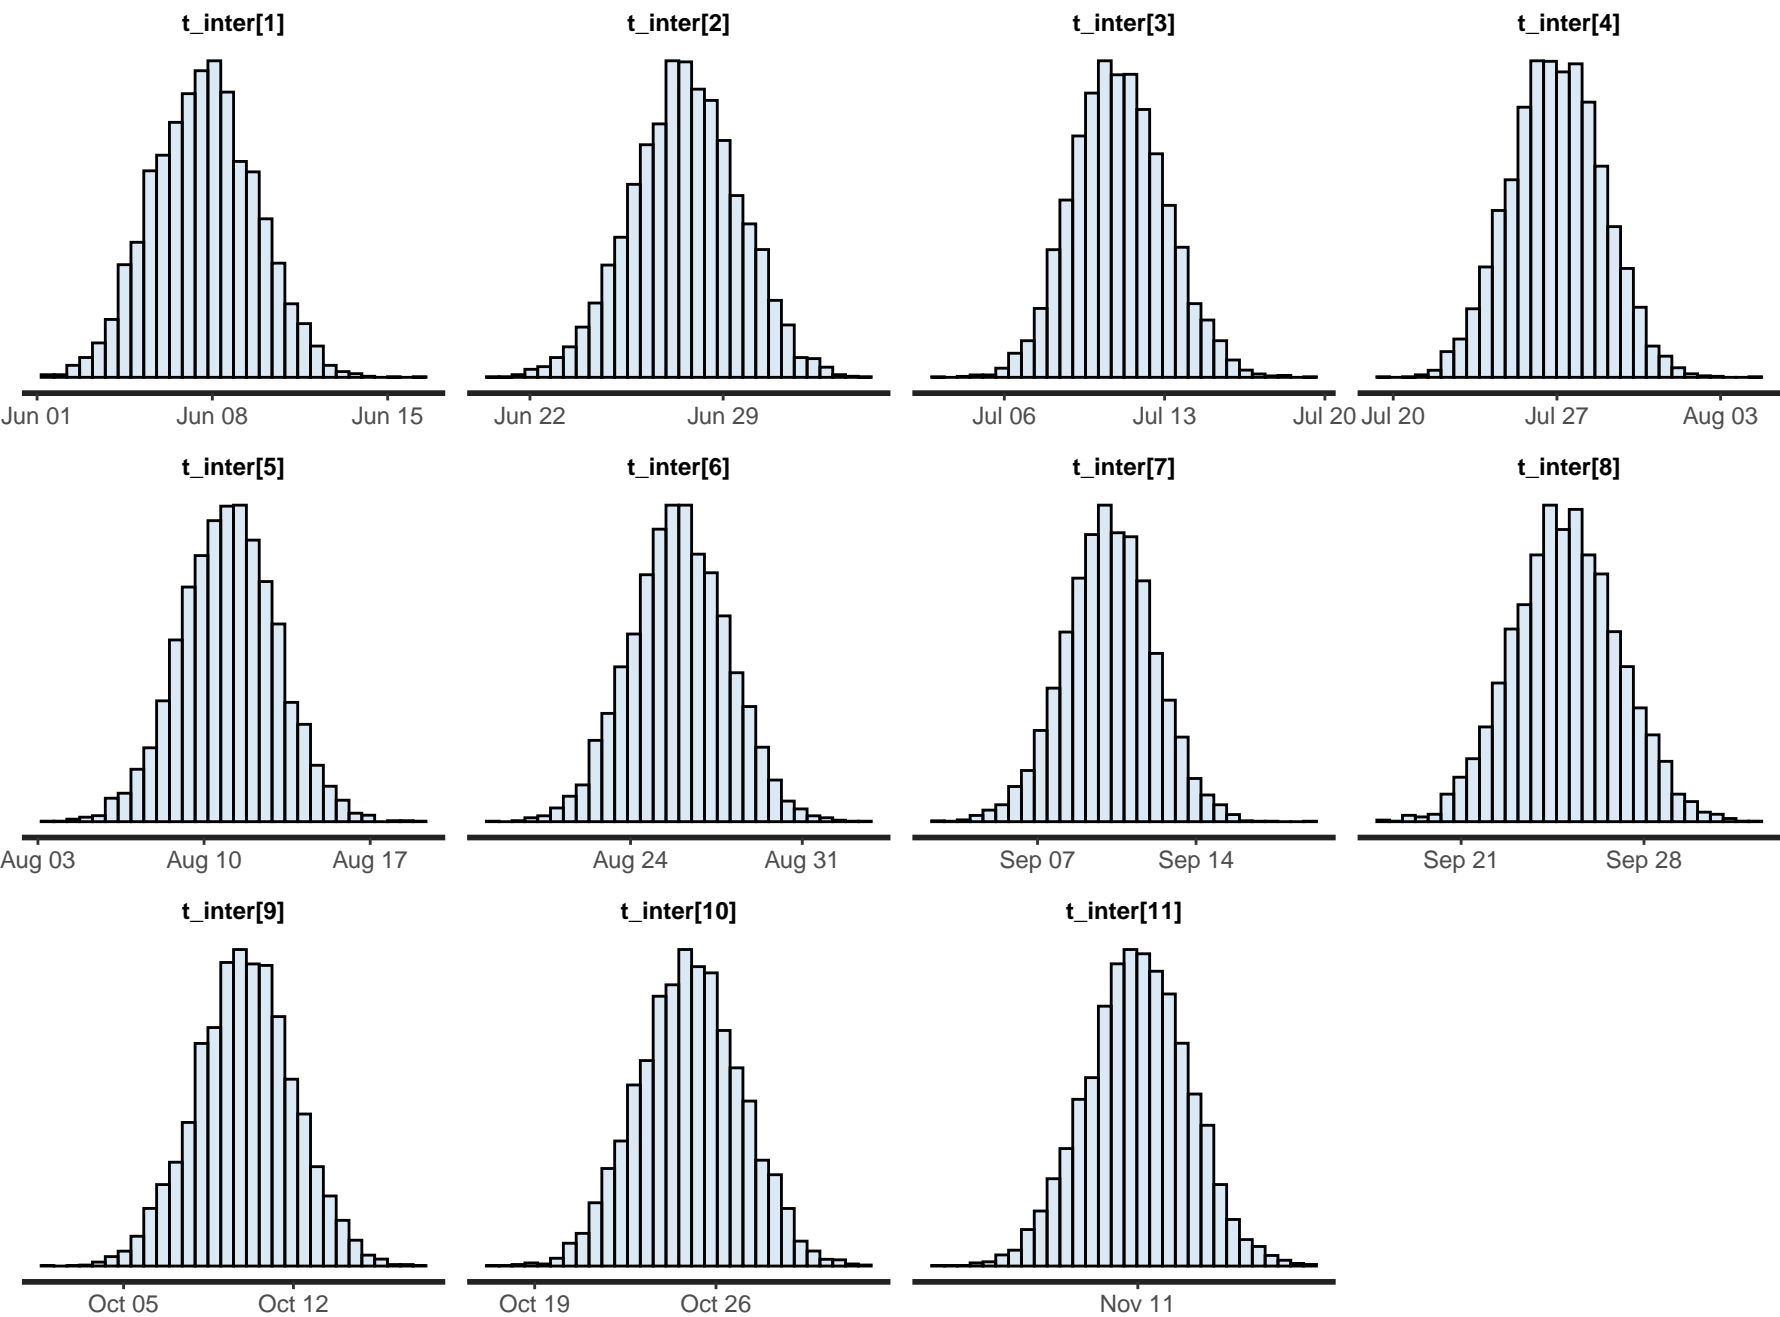 t_inter[1] t_inter[2] t_inter[3] t_inter[4]
Jun 01 Jun 08 Jun 15 Jun 22 Jun 29 Jul 06 Jul 13 Jul 20 Jul 20 Jul 27 Aug 03
t_inter[5] t_inter[6] t_inter[7] t_inter[8]
Aug 03 Aug 10 Aug 17 Aug 24 Aug 31 Sep 07 Sep 14 Sep 21 Sep 28
t_inter[9] t_inter[10] t_inter[11]
Oct 05 Oct 12 Oct 19 Oct 26 Nov 11